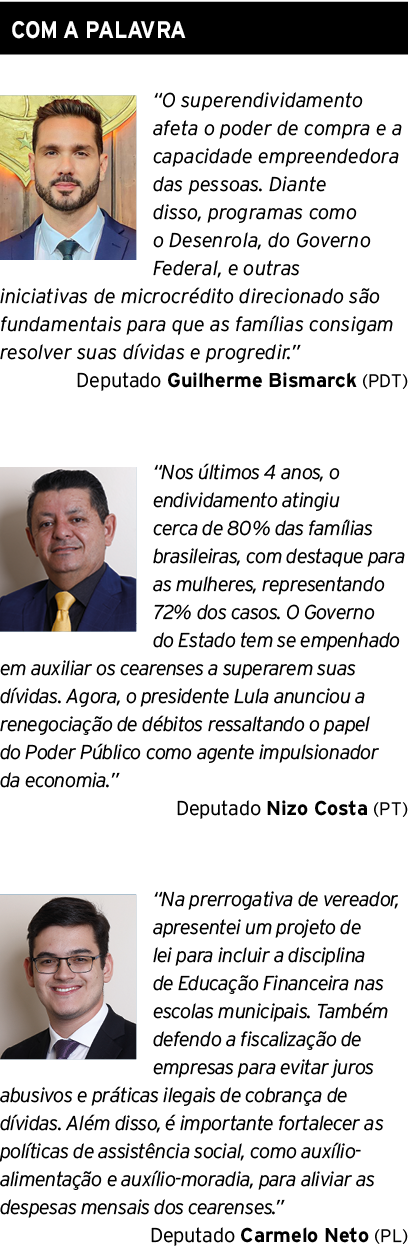 COM A PALAVRA
“O superendividamento
afeta o poder de compra e a
capacidade empreendedora
das pessoas. Diante
disso, programas como
o Desenrola, do Governo
Federal, e outras
iniciativas de microcrédito direcionado são
fundamentais para que as famílias consigam
resolver suas dívidas e progredir.”
Deputado Guilherme Bismarck (PDT)
“Nos últimos 4 anos, o
endividamento atingiu
cerca de 80% das famílias
brasileiras, com destaque para
as mulheres, representando
72% dos casos. O Governo
do Estado tem se empenhado
em auxiliar os cearenses a superarem suas
dívidas. Agora, o presidente Lula anunciou a
renegociação de débitos ressaltando o papel
do Poder Público como agente impulsionador
da economia.”
Deputado Nizo Costa (PT)
“Na prerrogativa de vereador,
apresentei um projeto de
lei para incluir a disciplina
de Educação Financeira nas
escolas municipais. Também
defendo a fiscalização de
empresas para evitar juros
abusivos e práticas ilegais de cobrança de
dívidas. Além disso, é importante fortalecer as
políticas de assistência social, como auxílio-
alimentação e auxílio-moradia, para aliviar as
despesas mensais dos cearenses.”
Deputado Carmelo Neto (PL)